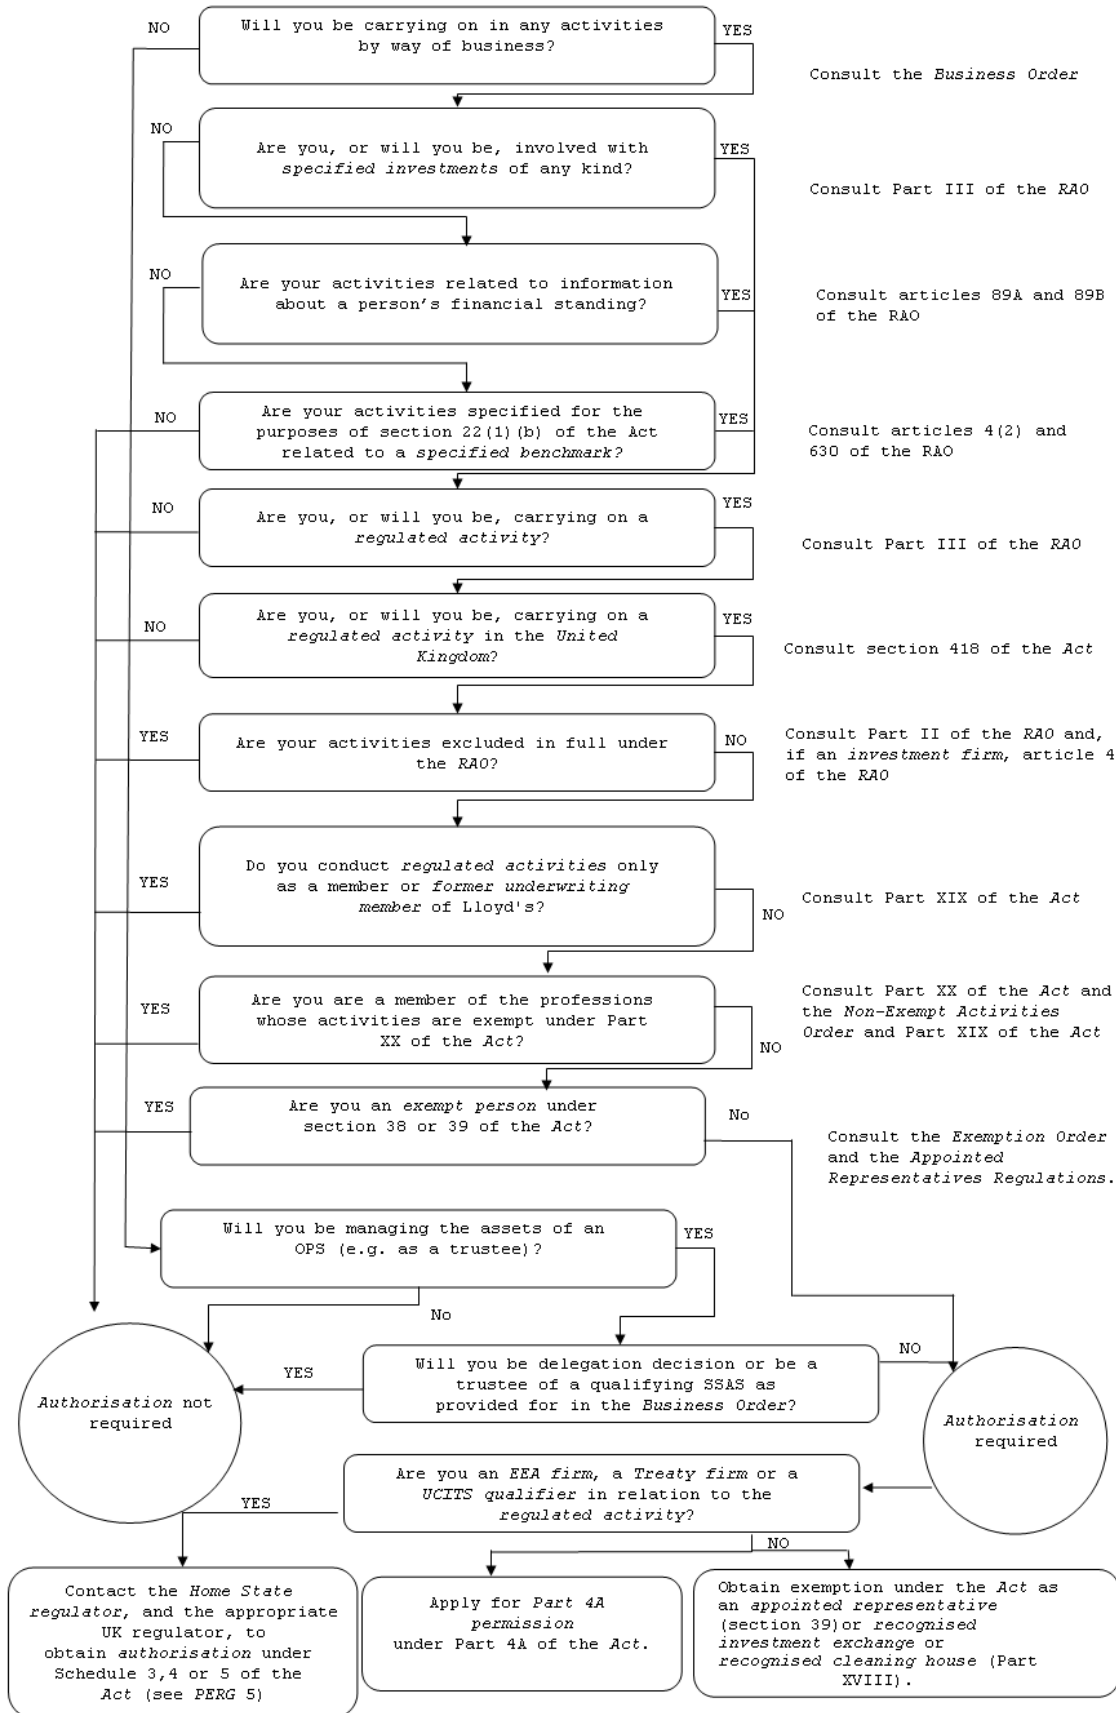 NO
Will you be carrying on in any activities
by way of business?
YES
Consult the Business Order
NO
Are you, or will you be, involved with
specified investments of any kind?
YES
Consult Part III of the RAO
NO
Are your activities related to information
about a person's financial standing?
YES
Consult articles 89A and 89B
of the RAO
NO
Are your activities specified for the
purposes of section 22(1)(b) of the Act
related to a specified benchmark?
YES
Consult articles 4(2) and
63O of the RAO
NO
Are you, or will you be, carrying on a
regulated activity?
YES
Consult Part III of the RAO
NO
Are you, or will you be, carrying on a
regulated activity in the United
Kingdom?
YES
Consult section 418 of the Act
YES
Are your activities excluded in full under
the RAO?
NO
Consult Part II of the RAO and,
if an investment firm, article 4
of the RAO
YES
Do you conduct regulated activities only
as a member or former underwriting
member of Lloyd's?
NO
Consult Part XIX of the Act
YES
Are you are a member of the professions
whose activities are exempt under Part
XX of the Act?
NO
Consult Part XX of the Act and
the Non-Exempt Activities
Order and Part XIX of the Act
YES
Are you an exempt person under
section 38 or 39 of the Act?
No
Consult the Exemption Order
and the Appointed
Representatives Regulations.
Will you be managing the assets of an
OPS (e.g. as a trustee)?
YES
No
YES
Will you be delegation decision or be a
trustee of a qualifying SSAS as
provided for in the Business Order?
NO
Authorisation not
required
Authorisation
required
YES
Are you an EEA firm, a Treaty firm or a
UCITS qualifier in relation to the
regulated activity?
NO
Contact the Home State
regulator, and the appropriate
UK regulator, to
obtain authorisation under
Schedule 3,4 or 5 of the
Act (see PERG 5)
Apply for Part 4A
permission
under Part 4A of the Act.
Obtain exemption under the Act as
an appointed representative
(section 39)or recognised
investment exchange or
recognised cleaning house (Part
XVIII).